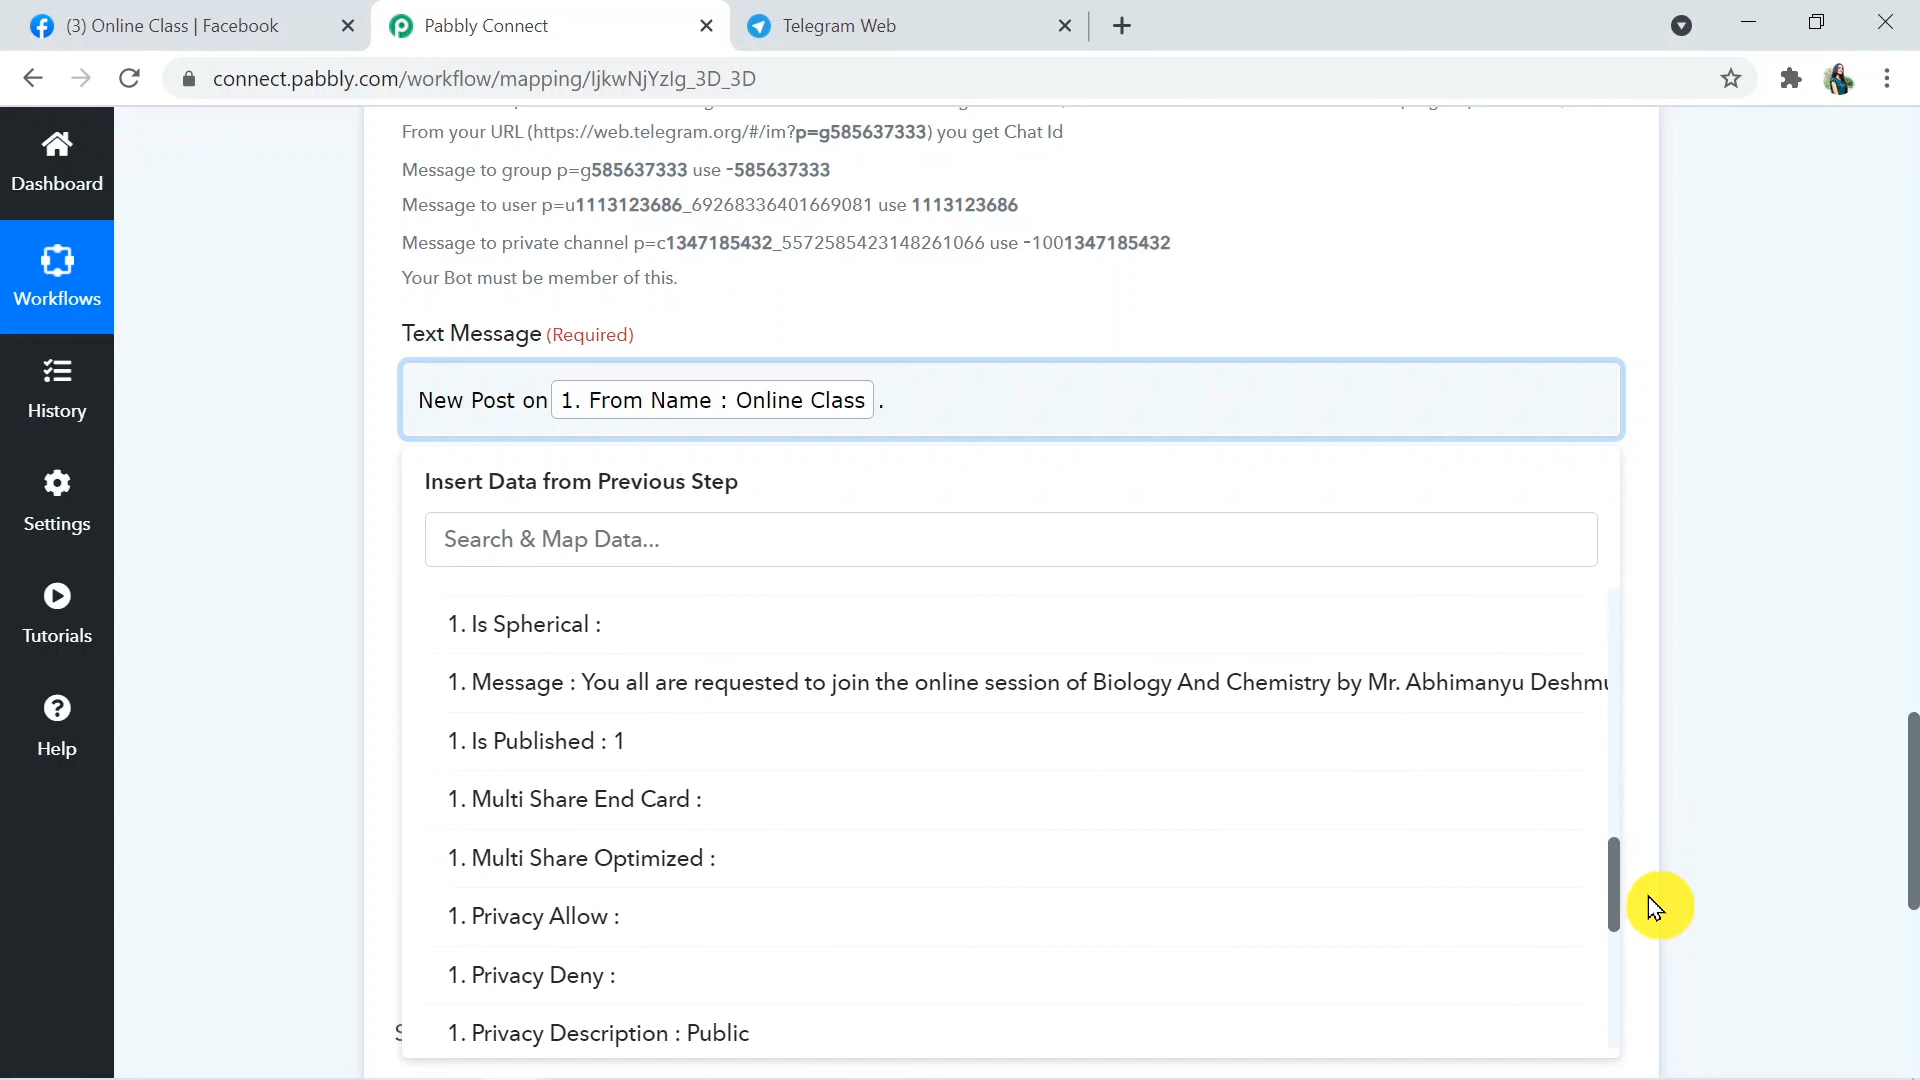 (3) Online Class | Facebook
Pabbly Connect
Telegram Web
connect.pabbly.com/workflow/mapping/IjkwNjYzIg_3D_3D
Dashboard
Workflows
History
Settings
Tutorials
Help
From your URL (https://web.telegram.org/#/im?p=g585637333) you get Chat Id
Message to group p=g585637333 use -585637333
Message to user p=u1113123686_69268336401669081 use 1113123686
Message to private channel p=c1347185432_5572585423148261066 use -1001347185432
Your Bot must be member of this.
Text Message (Required)
New Post on 1. From Name : Online Class .
Insert Data from Previous Step
Search & Map Data...
1. Is Spherical :
1. Message : You all are requested to join the online session of Biology And Chemistry by Mr. Abhimanyu Deshmu
1. Is Published : 1
1. Multi Share End Card :
1. Multi Share Optimized :
1. Privacy Allow :
1. Privacy Deny :
1. Privacy Description : Public